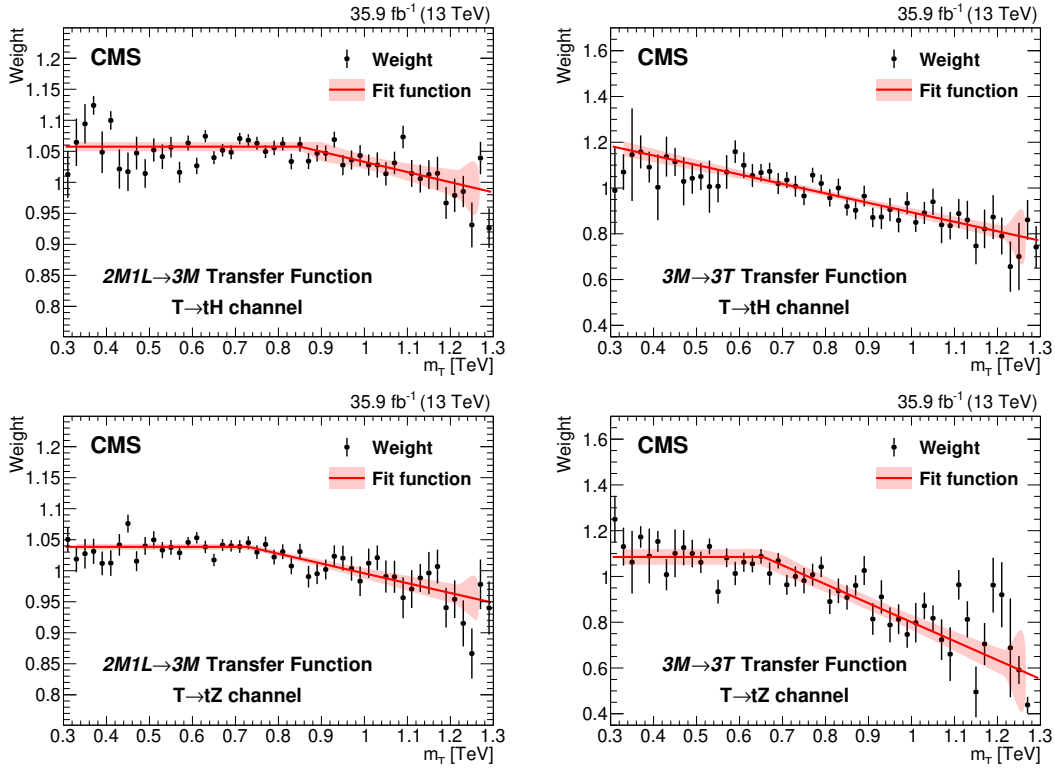 35.9 fb⁻¹ (13 TeV)
Weight
CMS
Weight
Fit function
1.2
1.15
1.1
1.05
1
0.95
0.9
0.85
0.8
2M1L→3M Transfer Function
T→tH channel
0.3 0.4 0.5 0.6 0.7 0.8 0.9 1 1.1 1.2 1.3
m_T [TeV]
35.9 fb⁻¹ (13 TeV)
Weight
CMS
Weight
Fit function
1.6
1.4
1.2
1
0.8
0.6
0.4
3M→3T Transfer Function
T→tH channel
0.3 0.4 0.5 0.6 0.7 0.8 0.9 1 1.1 1.2 1.3
m_T [TeV]
35.9 fb⁻¹ (13 TeV)
Weight
CMS
Weight
Fit function
1.2
1.15
1.1
1.05
1
0.95
0.9
0.85
0.8
2M1L→3M Transfer Function
T→tZ channel
0.3 0.4 0.5 0.6 0.7 0.8 0.9 1 1.1 1.2 1.3
m_T [TeV]
35.9 fb⁻¹ (13 TeV)
Weight
CMS
Weight
Fit function
1.6
1.4
1.2
1
0.8
0.6
0.4
3M→3T Transfer Function
T→tZ channel
0.3 0.4 0.5 0.6 0.7 0.8 0.9 1 1.1 1.2 1.3
m_T [TeV]